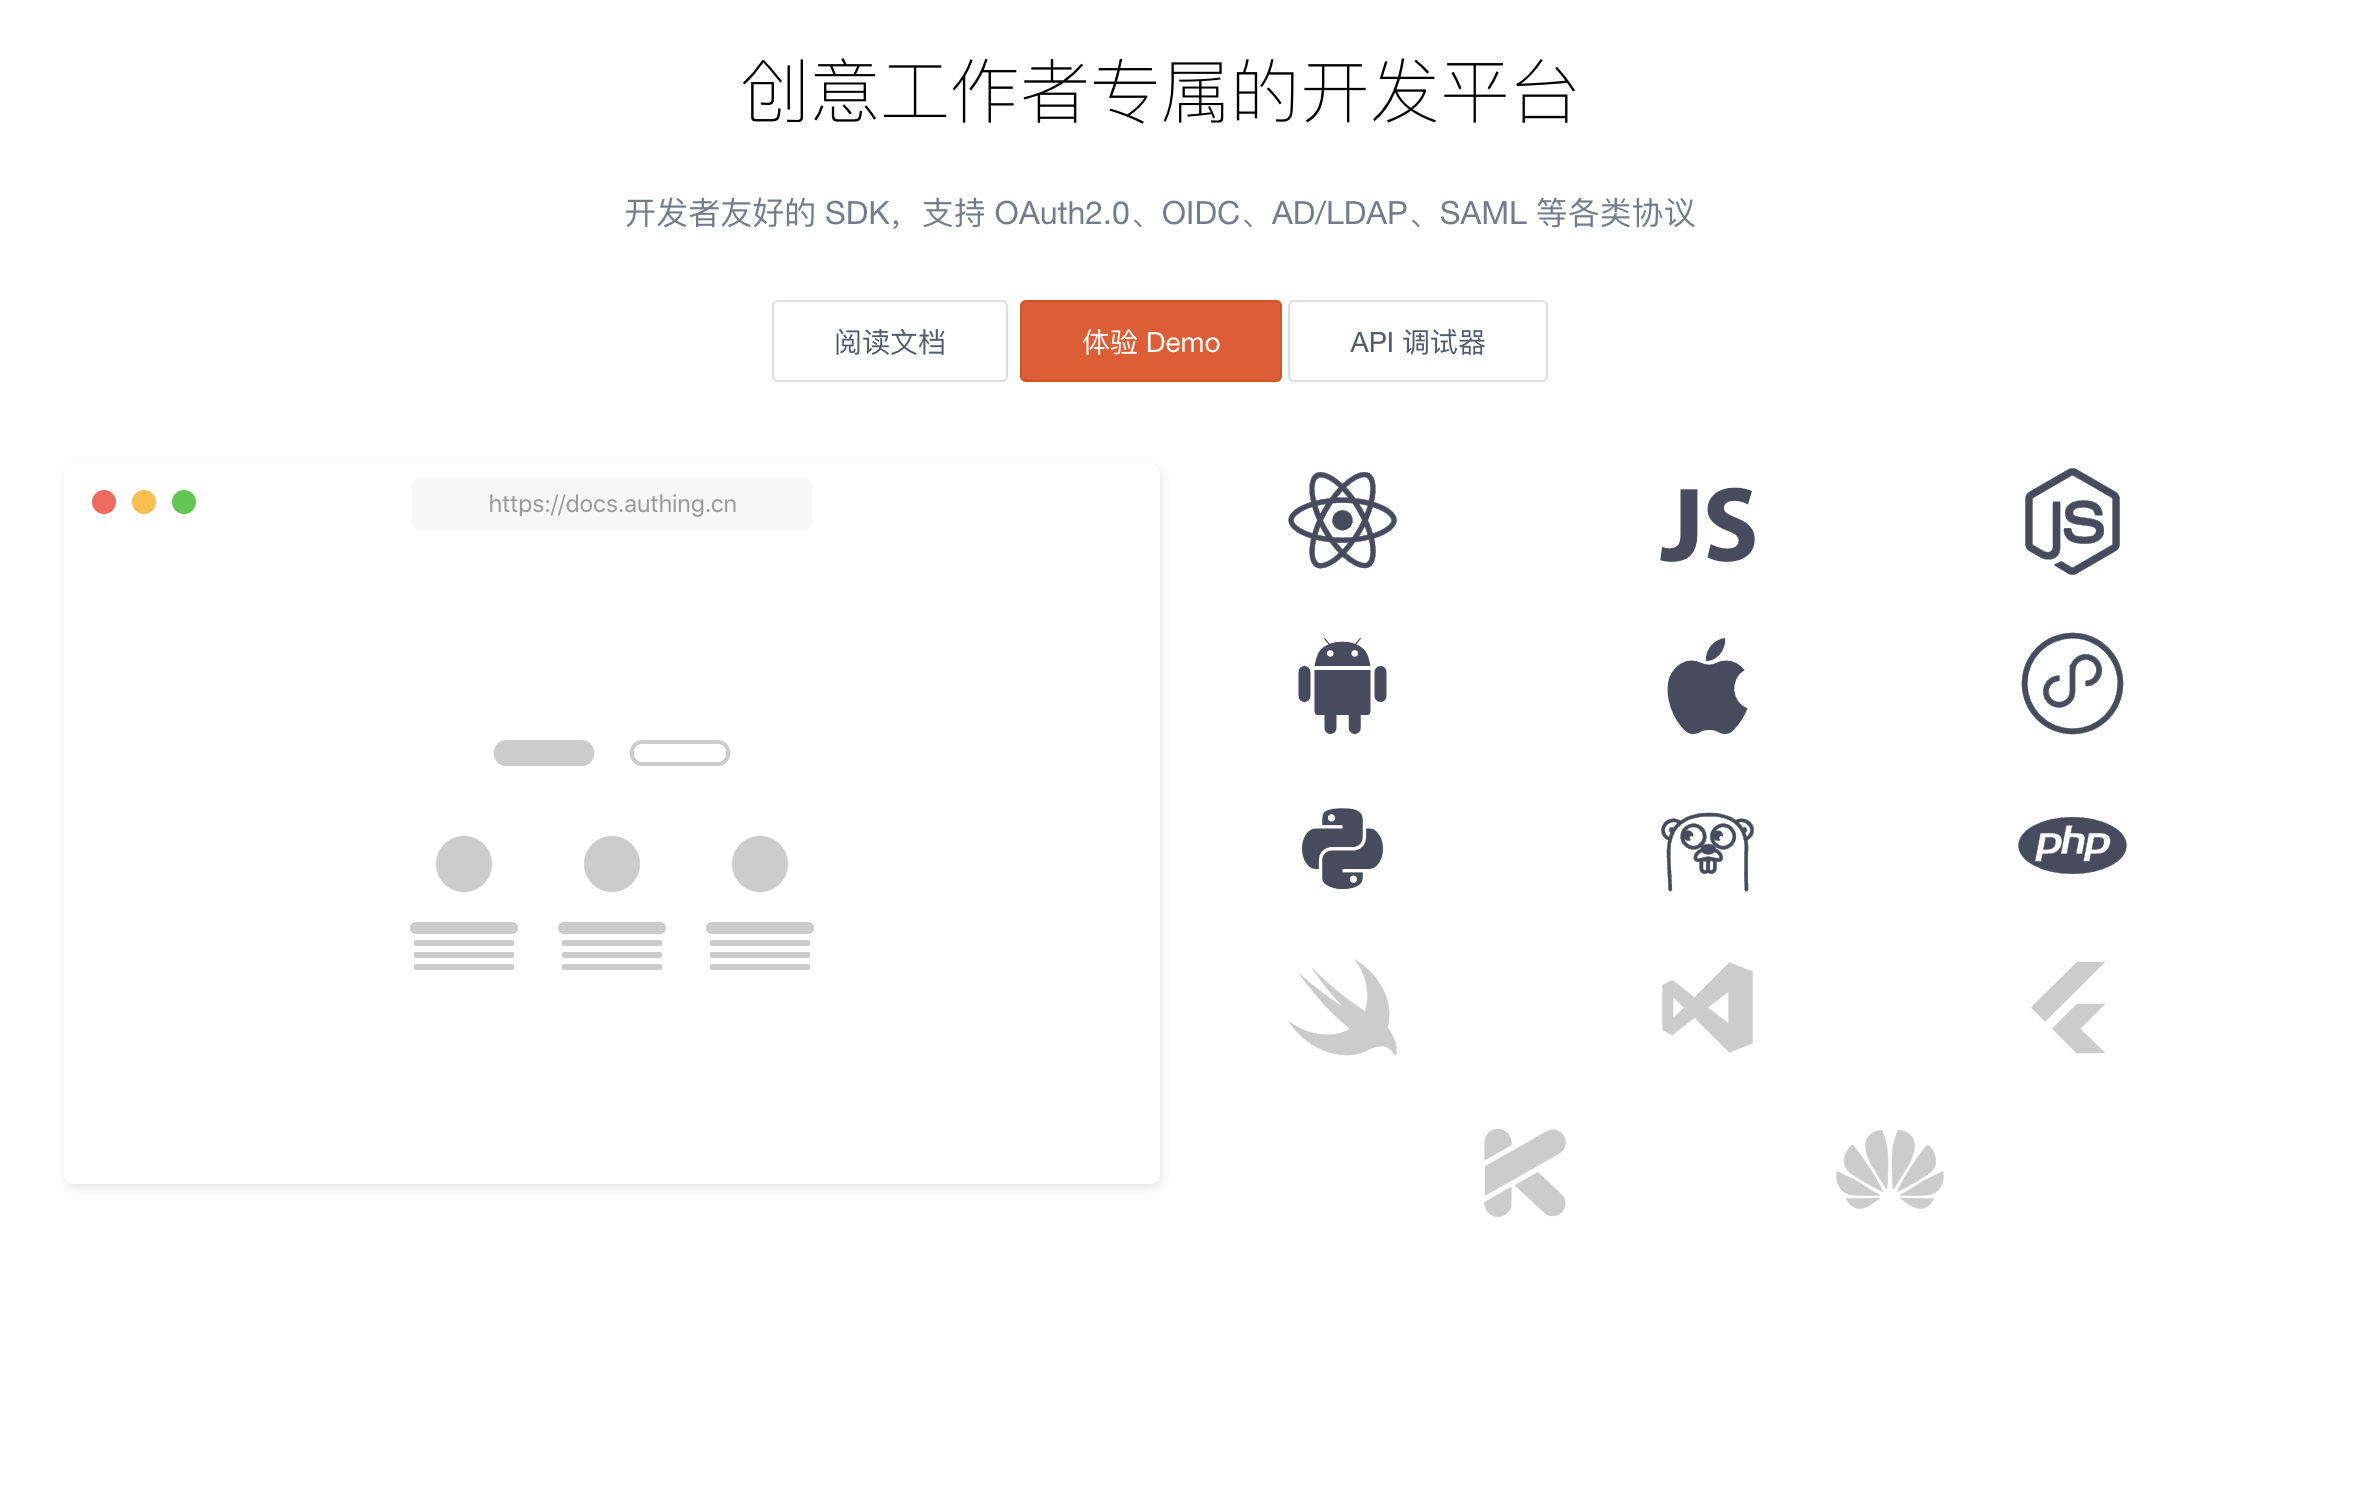 创意工作者专属的开发平台
开发者友好的 SDK，支持 OAuth2.0、OIDC、AD/LDAP、SAML 等各类协议
阅读文档
体验 Demo
API 调试器
https://docs.authing.cn
JS
JS
php